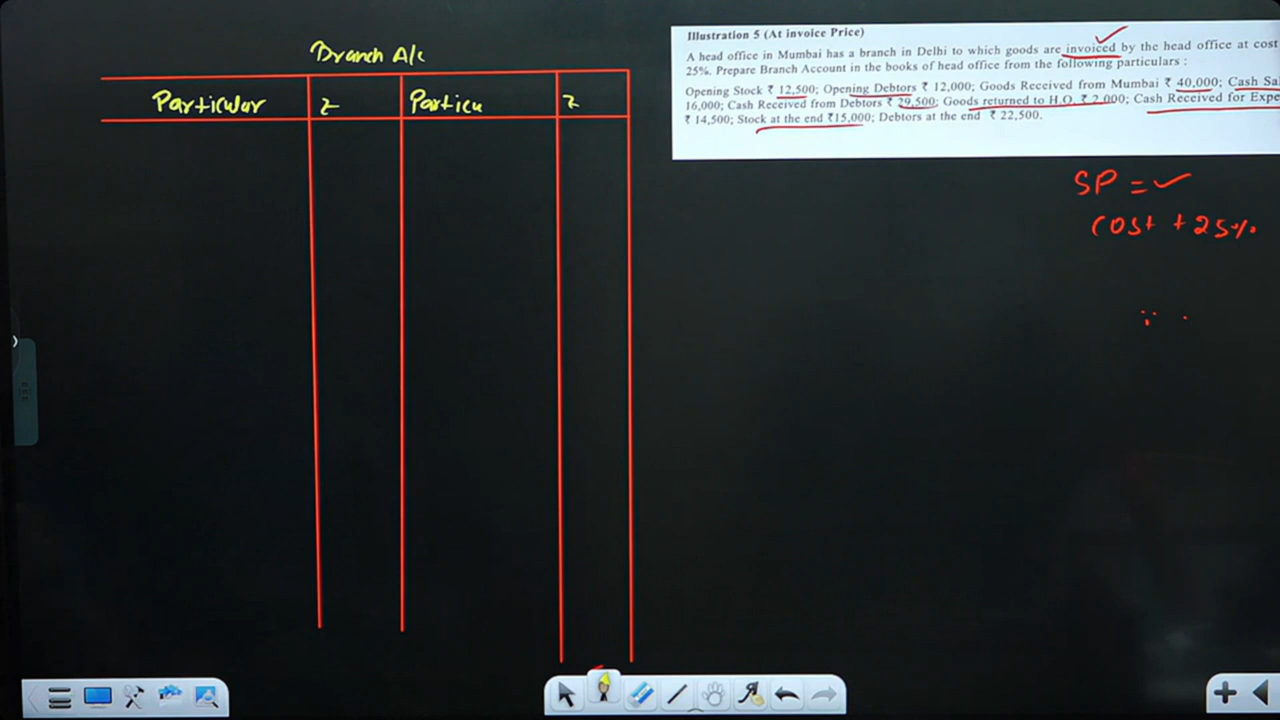 Branch A/c
Particular ₹ Particu ₹
Illustration 5 (At invoice Price)
A head office in Mumbai has a branch in Delhi to which goods are invoiced by the head office at cost
25%. Prepare Branch Account in the books of head office from the following particulars :
Opening Stock ₹ 12,500; Opening Debtors ₹ 12,000; Goods Received from Mumbai ₹ 40,000; Cash Sal
16,000; Cash Received from Debtors ₹ 29,500; Goods returned to H.O. ₹ 2,000; Cash Received for Expe
₹ 14,500; Stock at the end ₹15,000; Debtors at the end ₹ 22,500.
SP =
Cost + 25%